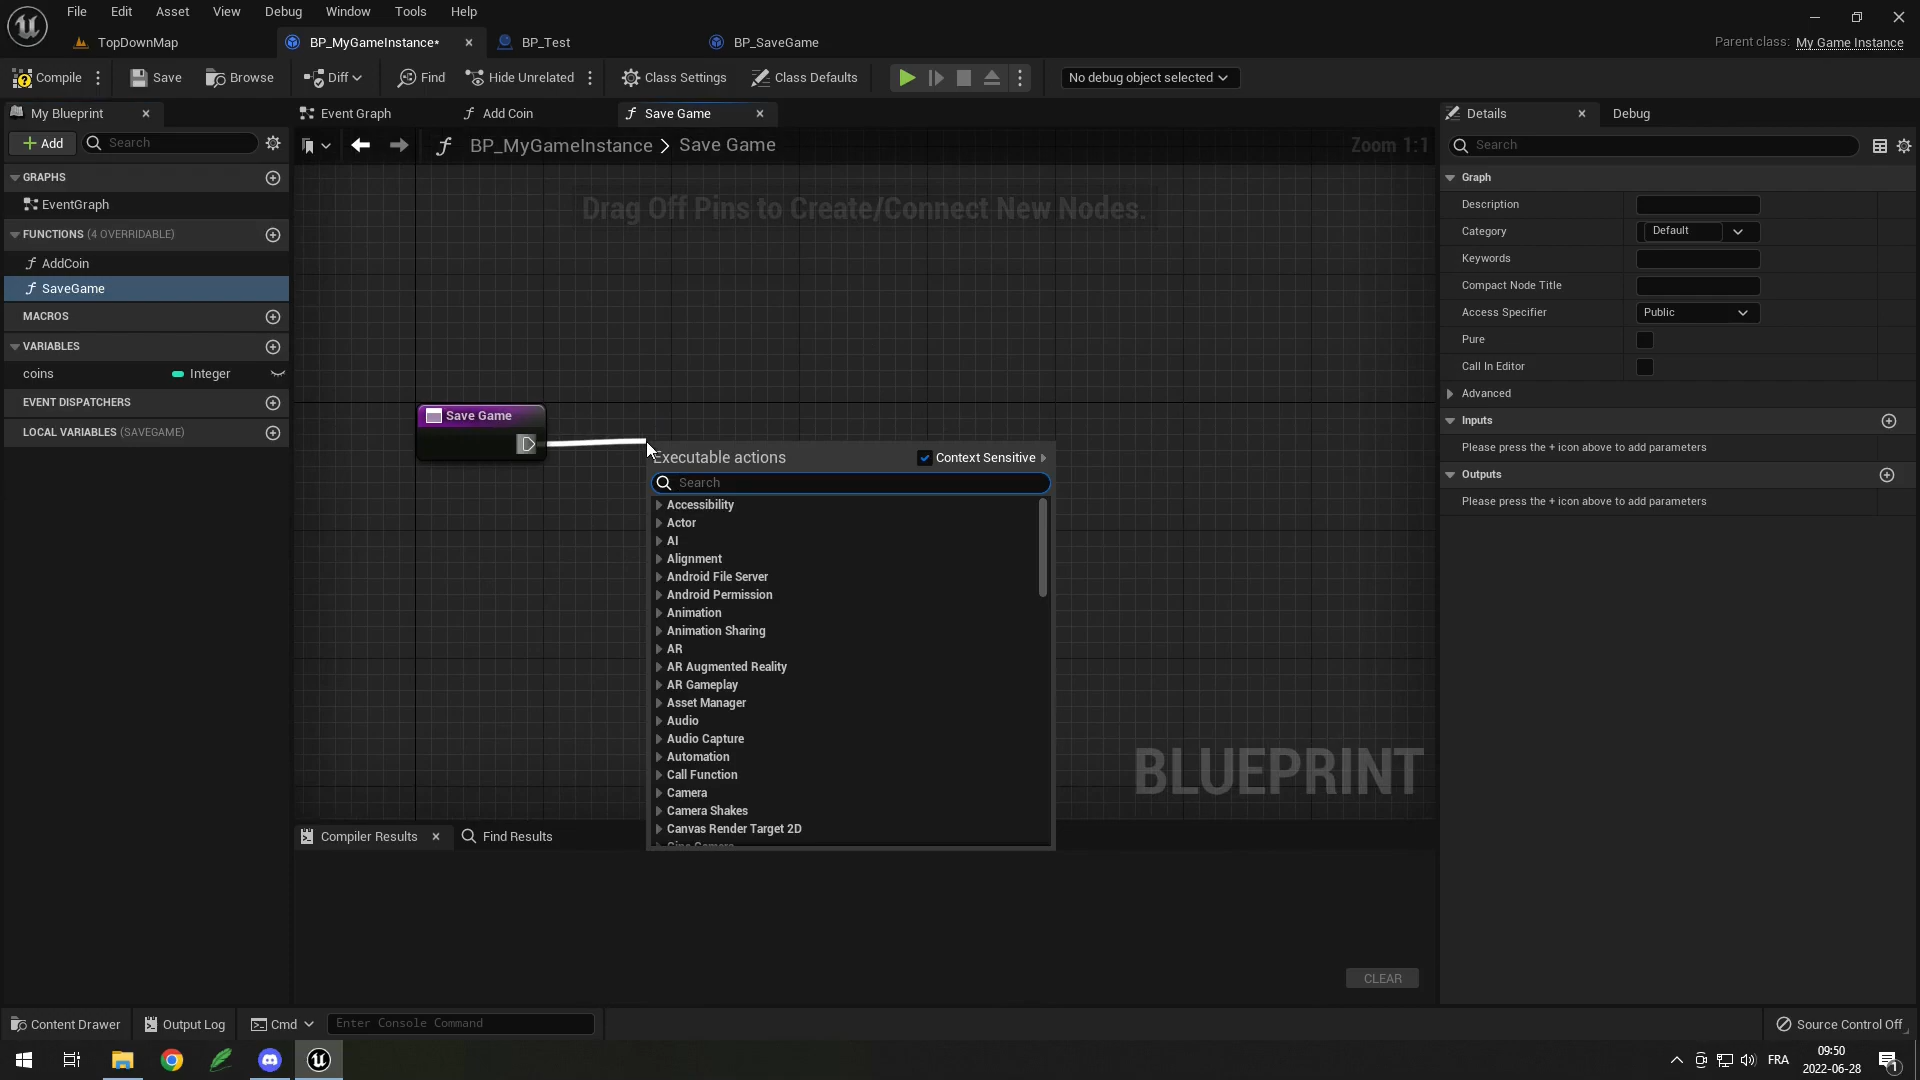 File Edit Asset View Debug Window Tools Help
TopDownMap BP_MyGameInstance* BP_Test BP_SaveGame Parent class: My Game Instance
Compile Save Browse Diff Find Hide Unrelated Class Settings Class Defaults No debug object selected
My Blueprint Event Graph Add Coin Save Game Details Debug
Add Search BP_MyGameInstance > Save Game Zoom 1:1 Search
GRAPHS
EventGraph
FUNCTIONS (4 OVERRIDABLE)
AddCoin
SaveGame
MACROS
VARIABLES
coins Integer
EVENT DISPATCHERS
LOCAL VARIABLES (SAVEGAME)
Drag Off Pins to Create/Connect New Nodes.
Save Game
Executable actions Context Sensitive
Search
Accessibility
Actor
AI
Alignment
Android File Server
Android Permission
Animation
Animation Sharing
AR
AR Augmented Reality
AR Gameplay
Asset Manager
Audio
Audio Capture
Automation
Call Function
Camera
Camera Shakes
Canvas Render Target 2D
BLUEPRINT
Graph
Description
Category Default
Keywords
Compact Node Title
Access Specifier Public
Pure
Call In Editor
Advanced
Inputs
Please press the + icon above to add parameters
Outputs
Please press the + icon above to add parameters
Compiler Results Find Results
CLEAR
Content Drawer Output Log Cmd Enter Console Command Source Control Off
FRA 09:50
2022-06-28
1